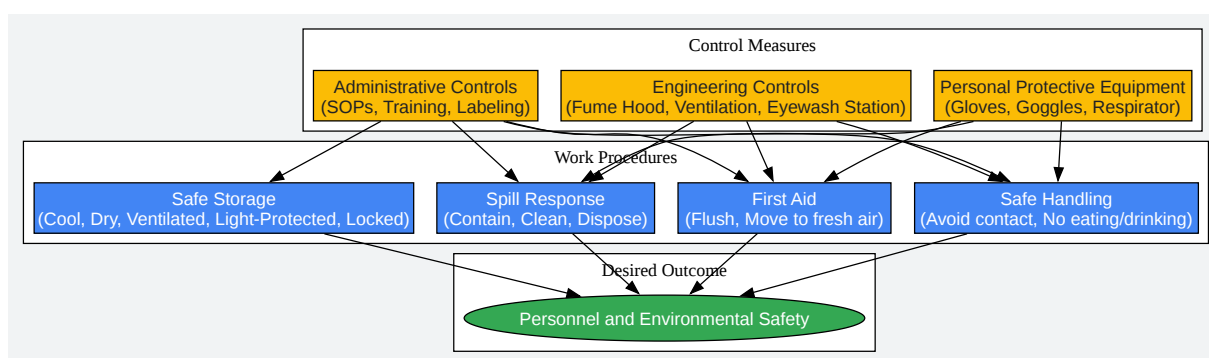 Control Measures
Administrative Controls
(SOPs, Training, Labeling)
Engineering Controls
(Fume Hood, Ventilation, Eyewash Station)
Personal Protective Equipment
(Gloves, Goggles, Respirator)
Work Procedures
Safe Storage
(Cool, Dry, Ventilated, Light-Protected, Locked)
Spill Response
(Contain, Clean, Dispose)
First Aid
(Flush, Move to fresh air)
Safe Handling
(Avoid contact, No eating/drinking)
Desired Outcome
Personnel and Environmental Safety